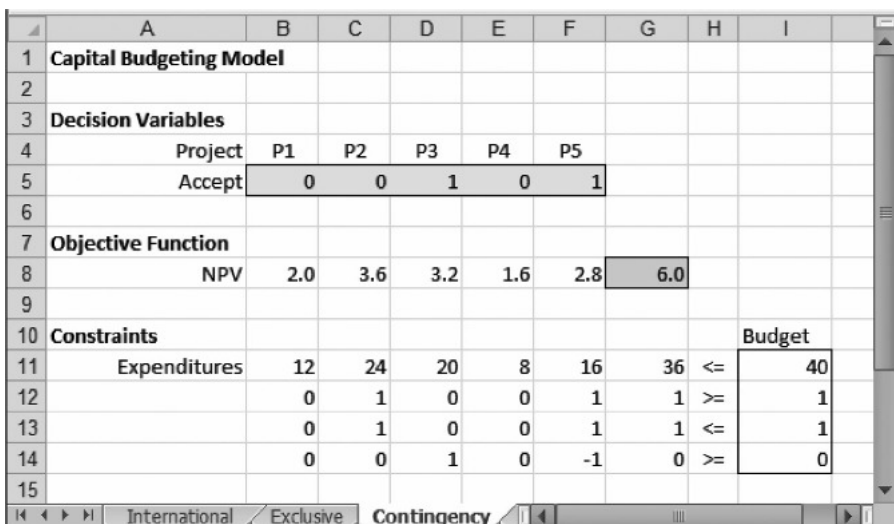 A B C D E F G H I
1 Capital Budgeting Model
2
3 Decision Variables
4 Project P1 P2 P3 P4 P5
5 Accept 0 0 1 0 1
6
7 Objective Function
8 NPV 2.0 3.6 3.2 1.6 2.8 6.0
9
10 Constraints Budget
11 Expenditures 12 24 20 8 16 36 <= 40
12 0 1 0 0 1 1 >= 1
13 0 1 0 0 1 1 <= 1
14 0 0 1 0 -1 0 >= 0
15
International Exclusive Contingency